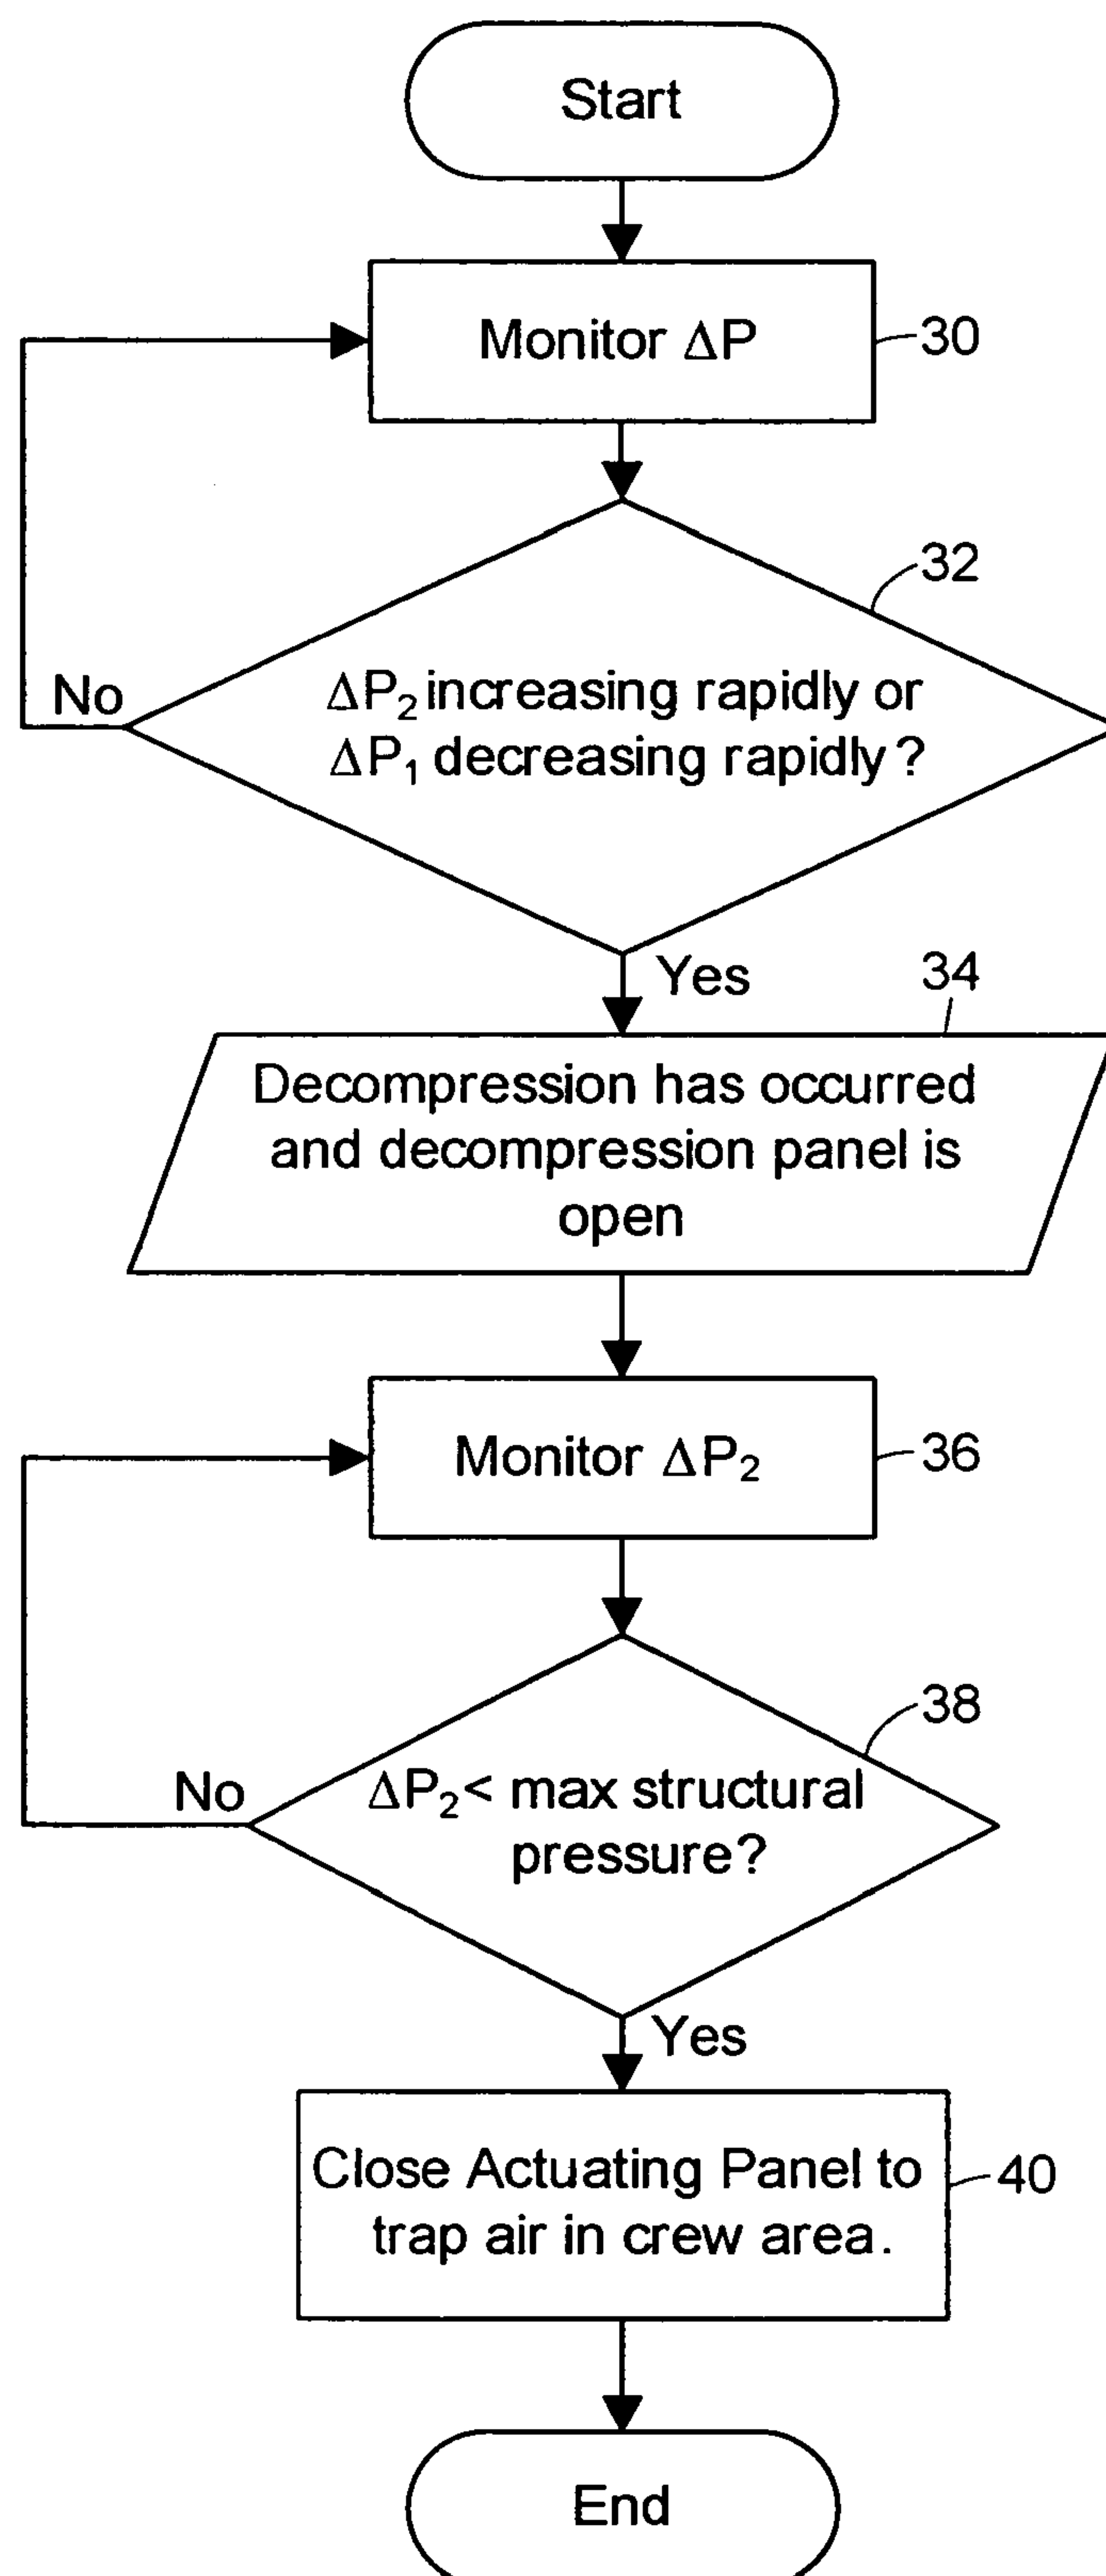 Start
Monitor ΔP
30
32
No
ΔP₂ increasing rapidly or
ΔP₁ decreasing rapidly?
Yes
34
Decompression has occurred
and decompression panel is
open
Monitor ΔP₂
36
38
No
ΔP₂< max structural
pressure?
Yes
Close Actuating Panel to
trap air in crew area.
40
End